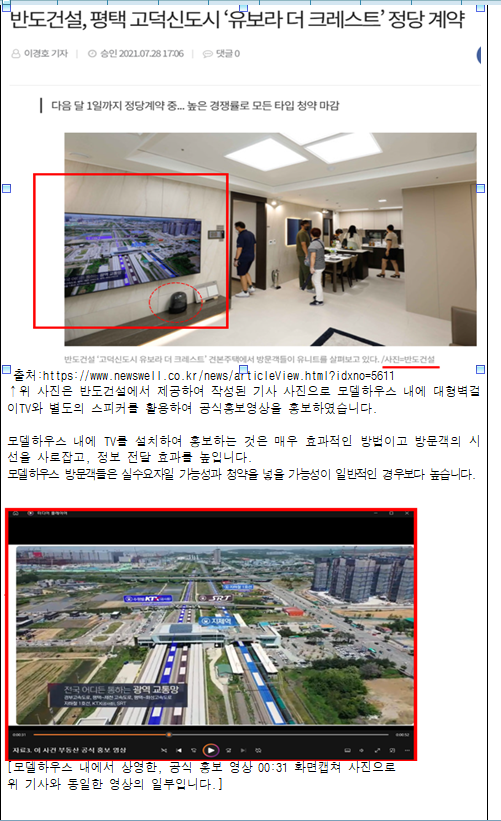 반도건설, 평택 고덕신도시 '유보라 더 크레스트' 정당 계약
이경호 기자 승인 2021.07.28 17:06 댓글 0
다음 달 1일까지 정당계약 중... 높은 경쟁률로 모든 타입 청약 마감
반도건설 '고덕신도시 유보라 더 크레스트' 견본주택에서 방문객들이 유니트를 살펴보고 있다. /사진=반도건설
출처:https://www.newswell.co.kr/news/articleView.html?idxno=5611
↑위 사진은 반도건설에서 제공하여 작성된 기사 사진으로 모델하우스 내에 대형벽걸
이TV와 별도의 스피커를 활용하여 공식홍보영상을 홍보하였습니다.
모델하우스 내에 TV를 설치하여 홍보하는 것은 매우 효과적인 방법이고 방문객의 시
선을 사로잡고, 정보 전달 효과를 높입니다.
모델하우스 방문객들은 실수요자일 가능성과 청약을 넣을 가능성이 일반적인 경우보다 높습니다.
미디어 플레이어
KTX
SRT
지제역
전국 어디든 통하는 광역 교통망
0:00:31
0:00:52
자료3. 이 사건 부동산 공식 홍보 영상
[모델하우스 내에서 상영한, 공식 홍보 영상 00:31 화면캡쳐 사진으로
위 기사와 동일한 영상의 일부입니다.]